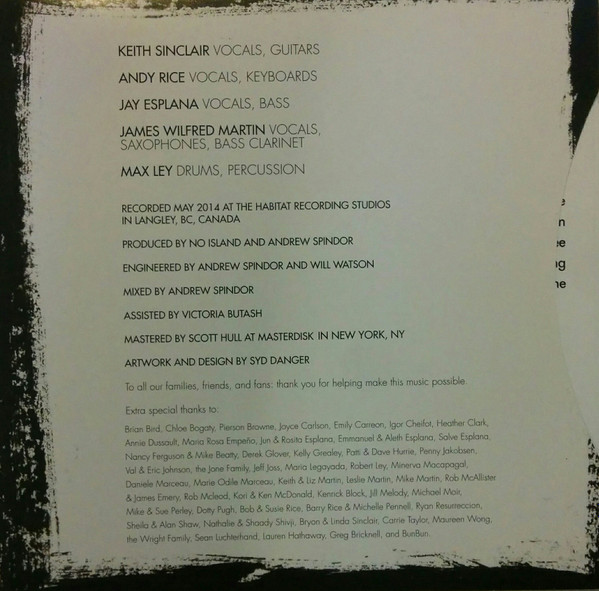 KEITH SINCLAIR VOCALS, GUITARS
ANDY RICE VOCALS, KEYBOARDS
JAY ESPLANA VOCALS, BASS
JAMES WILFRED MARTIN VOCALS,
SAXOPHONES, BASS CLARINET
MAX LEY DRUMS, PERCUSSION
RECORDED MAY 2014 AT THE HABITAT RECORDING STUDIOS
IN LANGLEY, BC, CANADA
PRODUCED BY NO ISLAND AND ANDREW SPINDOR
ENGINEERED BY ANDREW SPINDOR AND WILL WATSON
MIXED BY ANDREW SPINDOR
ASSISTED BY VICTORIA BUTASH
MASTERED BY SCOTT HULL AT MASTERDISK IN NEW YORK, NY
ARTWORK AND DESIGN BY SYD DANGER
To all our families, friends, and fans: thank you for helping make this music possible.
Extra special thanks to:
Brian Bird, Chloe Bogaty, Pierson Browne, Joyce Carlson, Emily Carreon, Igor Cheifot, Heather Clark,
Annie Dussault, Maria Rosa Empeño, Jun & Rosita Esplana, Emmanuel & Aleth Esplana, Salve Esplana,
Nancy Ferguson & Mike Beatty, Derek Glover, Kelly Grealey, Patti & Dave Hurrie, Penny Jakobsen,
Val & Eric Johnson, the Jone Family, Jeff Joss, Maria Legayada, Robert Ley, Minerva Macapagal,
Daniele Marceau, Marie Odile Marceau, Keith & Liz Martin, Leslie Martin, Mike Martin, Rob McAllister
& James Emery, Rob Mcleod, Kori & Ken McDonald, Kenrick Block, Jill Melody, Michael Moir,
Mike & Sue Perley, Dotty Pugh, Bob & Susie Rice, Barry Rice & Michelle Pennell, Ryan Resurreccion,
Sheila & Alan Shaw, Nathalie & Shaady Shivji, Bryon & Linda Sinclair, Carrie Taylor, Maureen Wong,
the Wright Family, Sean Luchterhand, Lauren Hathaway, Greg Bricknell, and BunBun.